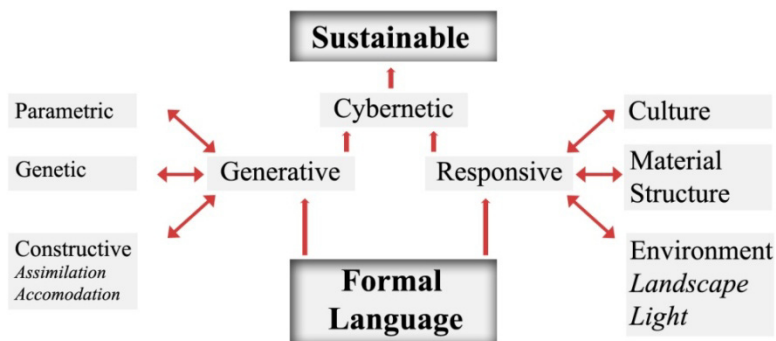 Sustainable
Cybernetic
Parametric
Culture
Genetic
Generative
Responsive
Material
Structure
Constructive
Assimilation
Accomodation
Environment
Landscape
Light
Formal
Language